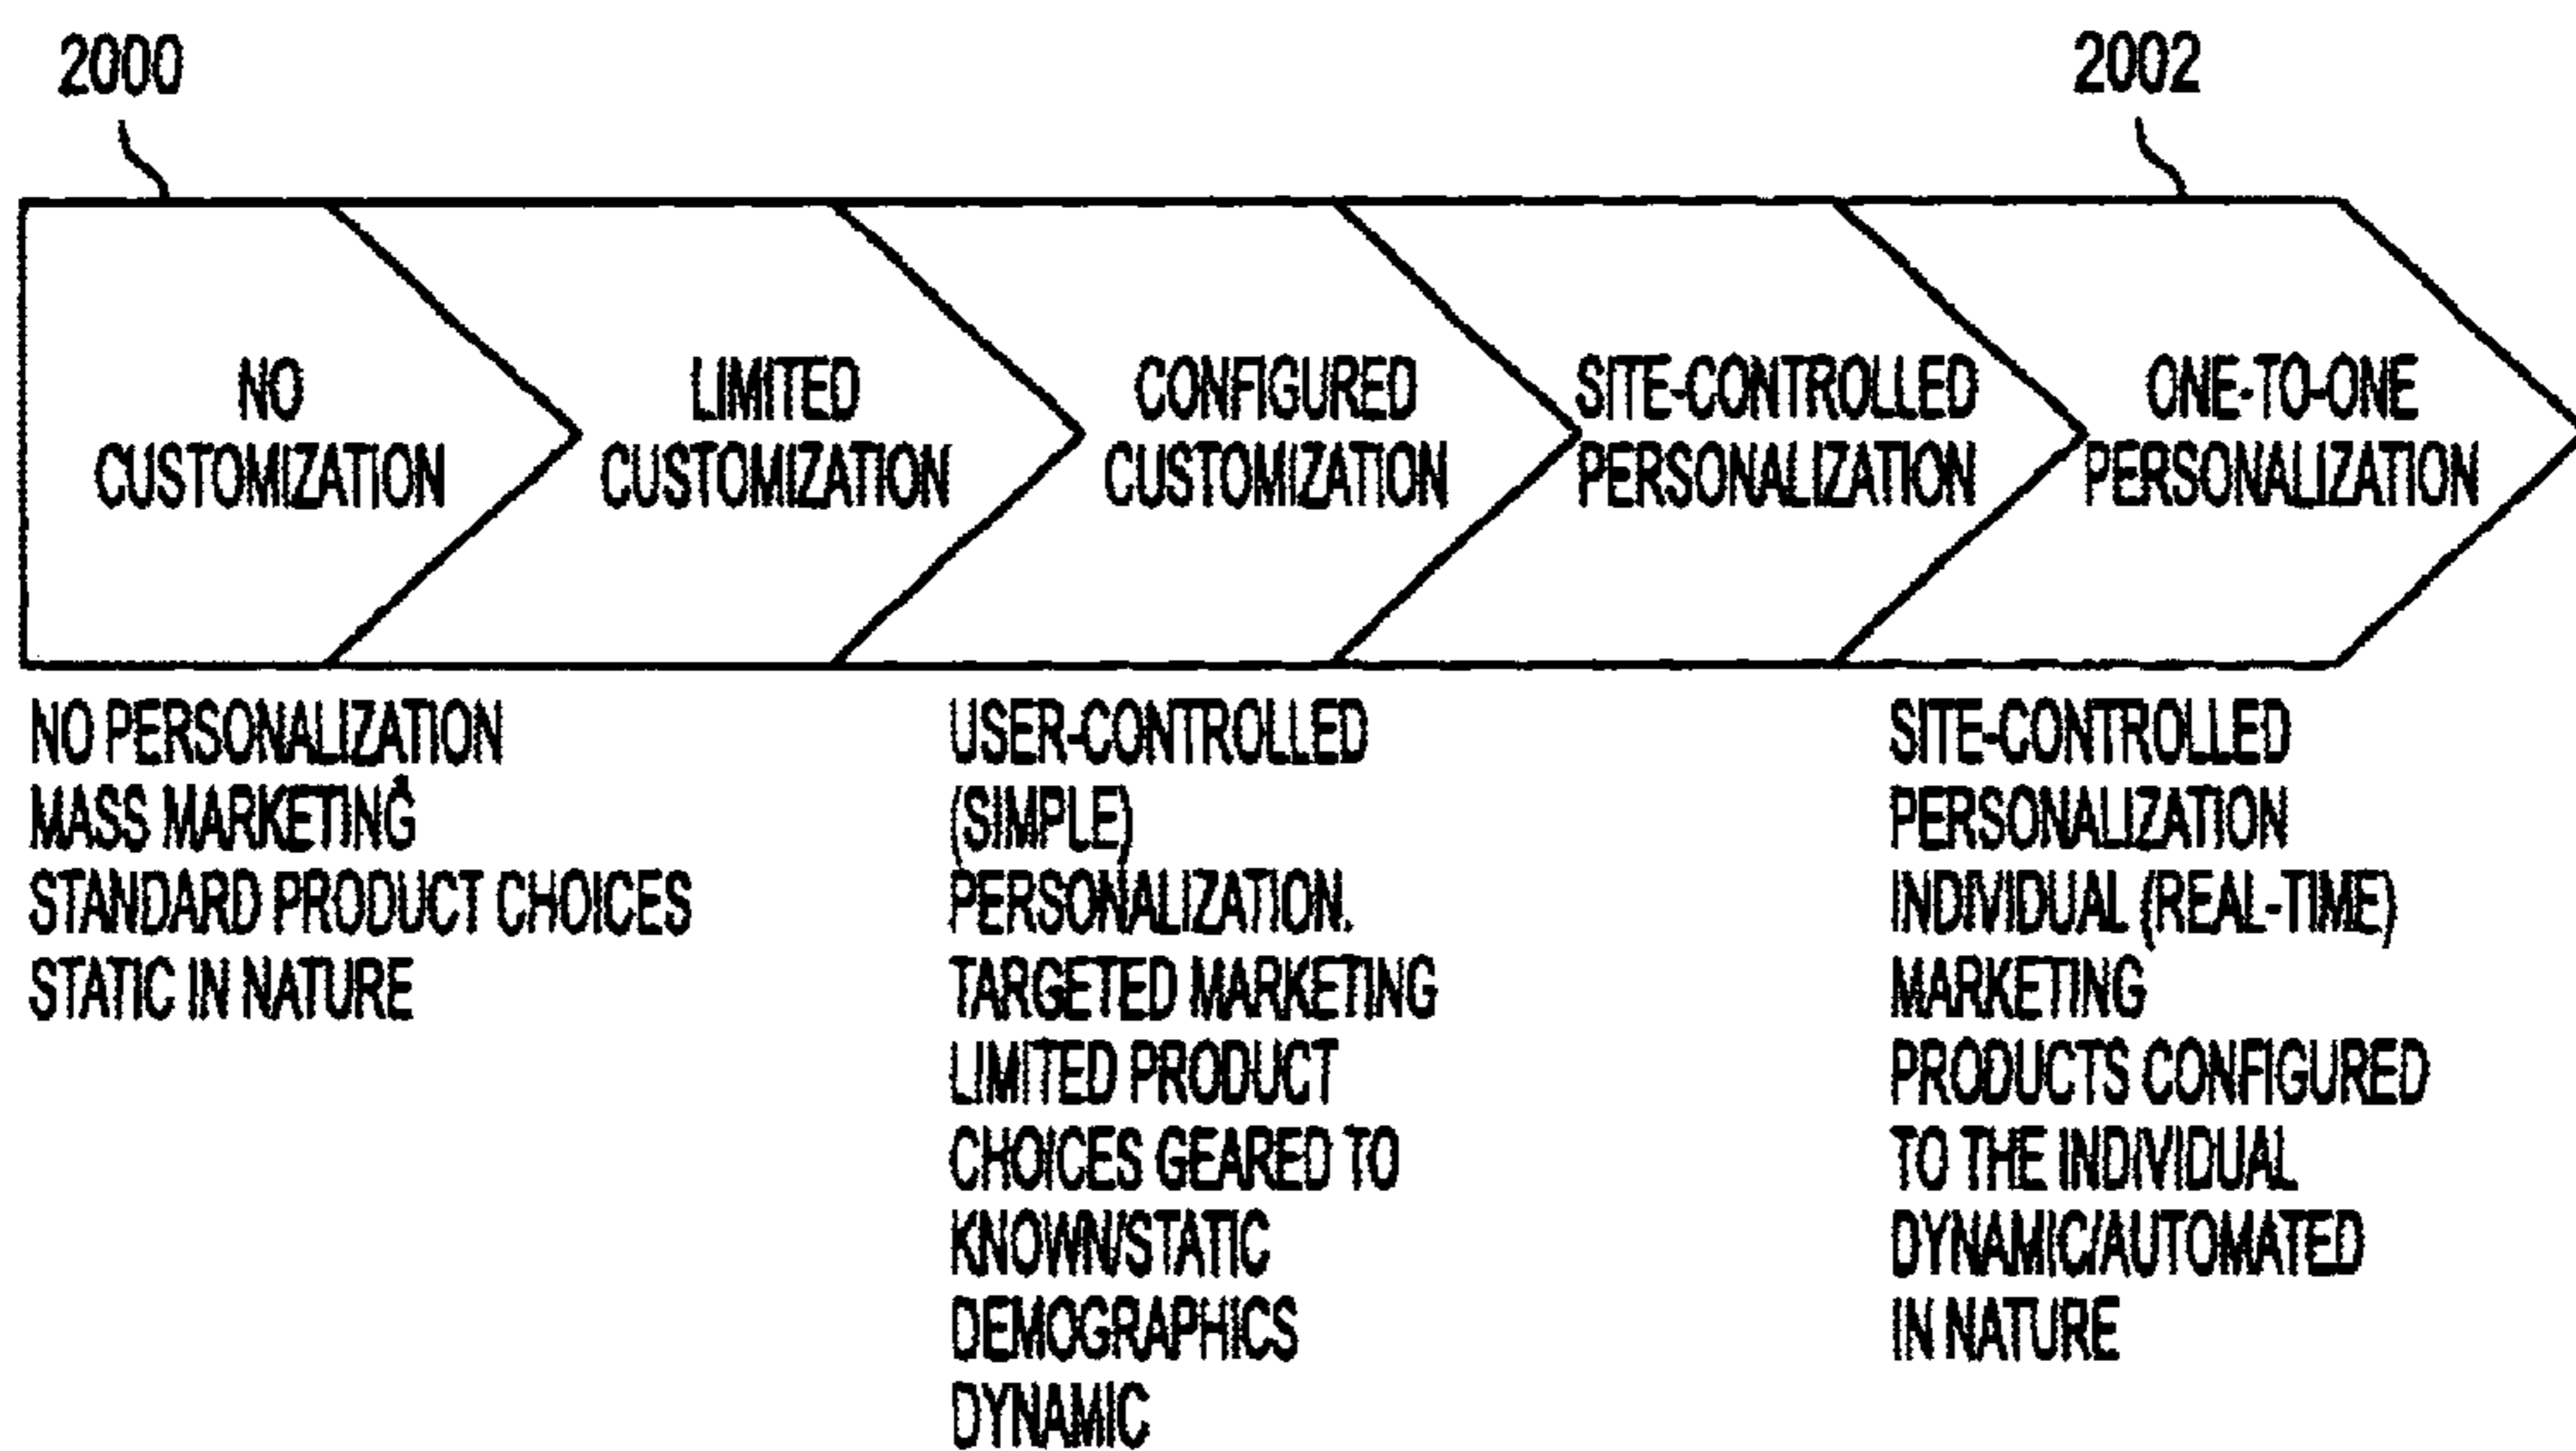 2000
2002
NO
CUSTOMIZATION
LIMITED
CUSTOMIZATION
CONFIGURED
CUSTOMIZATION
SITE-CONTROLLED
PERSONALIZATION
ONE-TO-ONE
PERSONALIZATION
NO PERSONALIZATION
MASS MARKETING
STANDARD PRODUCT CHOICES
STATIC IN NATURE
USER-CONTROLLED
(SIMPLE)
PERSONALIZATION.
TARGETED MARKETING
LIMITED PRODUCT
CHOICES GEARED TO
KNOWN/STATIC
DEMOGRAPHICS
DYNAMIC
SITE-CONTROLLED
PERSONALIZATION
INDIVIDUAL (REAL-TIME)
MARKETING
PRODUCTS CONFIGURED
TO THE INDIVIDUAL
DYNAMIC/AUTOMATED
IN NATURE